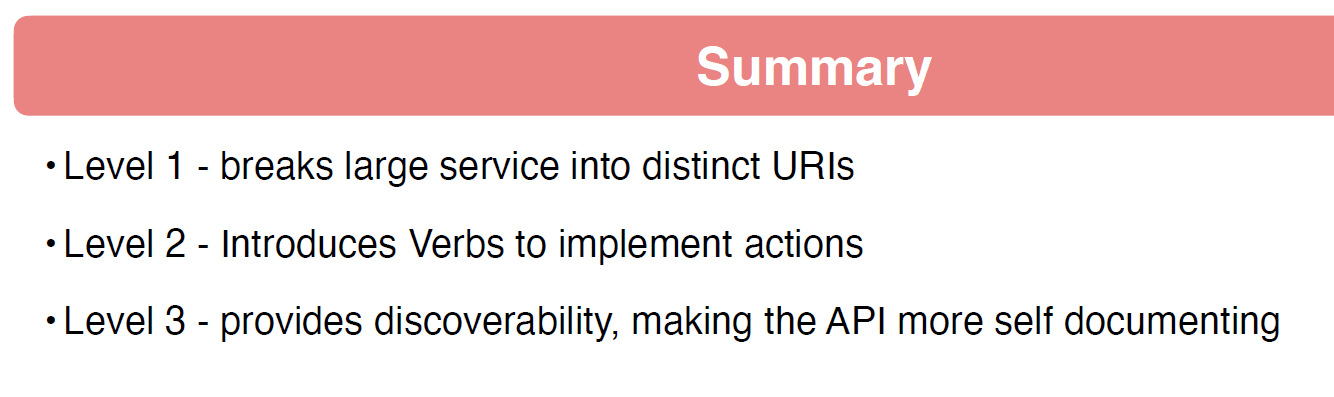 Summary
• Level 1 - breaks large service into distinct URIs
• Level 2 - Introduces Verbs to implement actions
• Level 3 - provides discoverability, making the API more self documenting